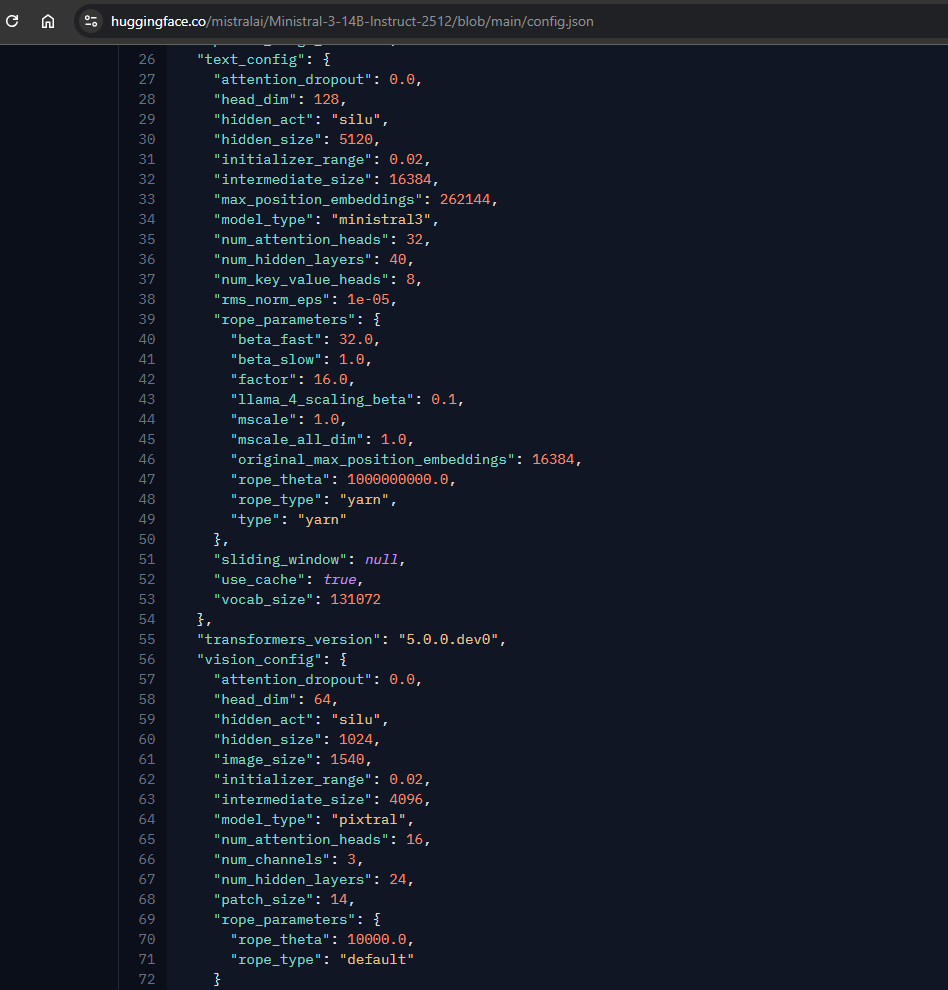 huggingface.co/mistralai/Ministral-3-14B-Instruct-2512/blob/main/config.json
26 "text_config": {
27 "attention_dropout": 0.0,
28 "head_dim": 128,
29 "hidden_act": "silu",
30 "hidden_size": 5120,
31 "initializer_range": 0.02,
32 "intermediate_size": 16384,
33 "max_position_embeddings": 262144,
34 "model_type": "ministral3",
35 "num_attention_heads": 32,
36 "num_hidden_layers": 40,
37 "num_key_value_heads": 8,
38 "rms_norm_eps": 1e-05,
39 "rope_parameters": {
40 "beta_fast": 32.0,
41 "beta_slow": 1.0,
42 "factor": 16.0,
43 "llama_4_scaling_beta": 0.1,
44 "mscale": 1.0,
45 "mscale_all_dim": 1.0,
46 "original_max_position_embeddings": 16384,
47 "rope_theta": 1000000000.0,
48 "rope_type": "yarn",
49 "type": "yarn"
50 },
51 "sliding_window": null,
52 "use_cache": true,
53 "vocab_size": 131072
54 },
55 "transformers_version": "5.0.0.dev0",
56 "vision_config": {
57 "attention_dropout": 0.0,
58 "head_dim": 64,
59 "hidden_act": "silu",
60 "hidden_size": 1024,
61 "image_size": 1540,
62 "initializer_range": 0.02,
63 "intermediate_size": 4096,
64 "model_type": "pixtral",
65 "num_attention_heads": 16,
66 "num_channels": 3,
67 "num_hidden_layers": 24,
68 "patch_size": 14,
69 "rope_parameters": {
70 "rope_theta": 10000.0,
71 "rope_type": "default"
72 }